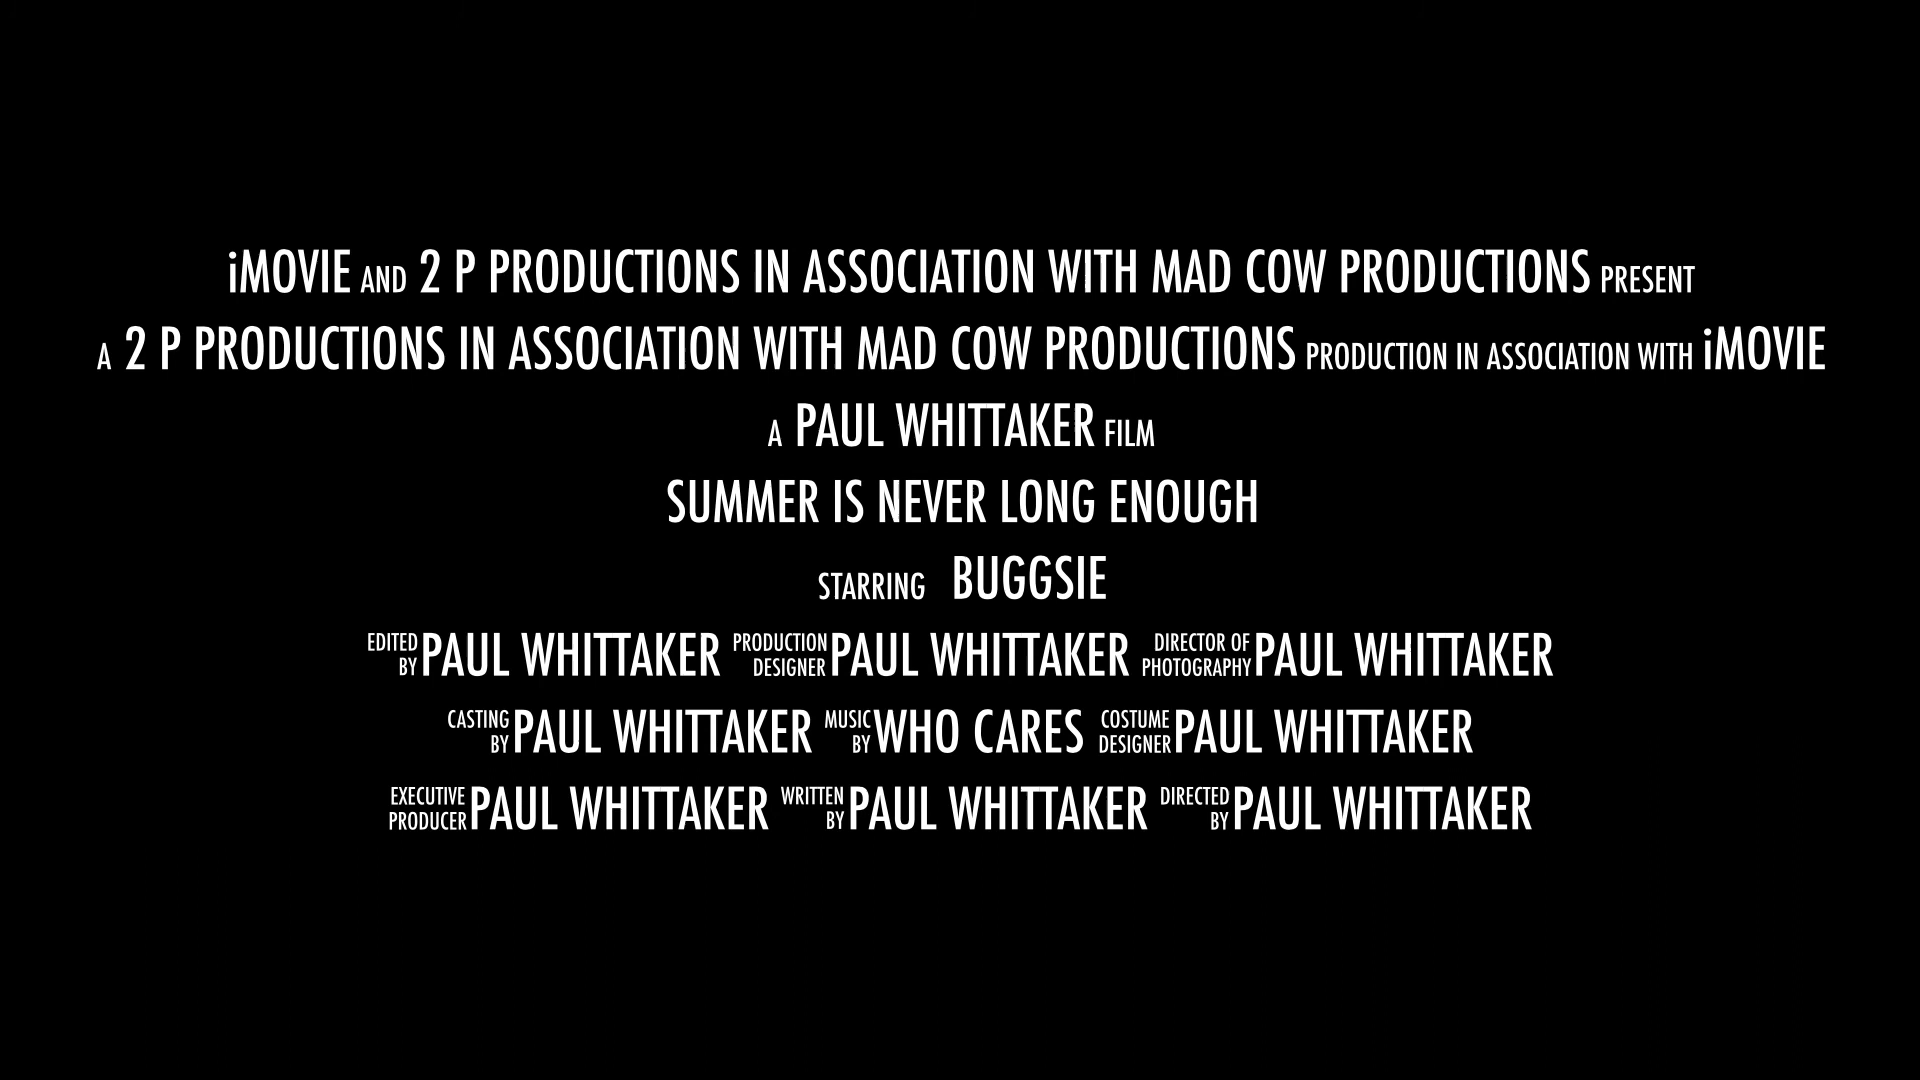 iMOVIE AND 2 P PRODUCTIONS IN ASSOCIATION WITH MAD COW PRODUCTIONS PRESENT
A 2 P PRODUCTIONS IN ASSOCIATION WITH MAD COW PRODUCTIONS PRODUCTION IN ASSOCIATION WITH iMOVIE
A PAUL WHITTAKER FILM
SUMMER IS NEVER LONG ENOUGH
STARRING BUGGSIE
EDITED BY PAUL WHITTAKER PRODUCTION DESIGNER PAUL WHITTAKER DIRECTOR OF PHOTOGRAPHY PAUL WHITTAKER
CASTING BY PAUL WHITTAKER MUSIC BY WHO CARES COSTUME DESIGNER PAUL WHITTAKER
EXECUTIVE PRODUCER PAUL WHITTAKER WRITTEN BY PAUL WHITTAKER DIRECTED BY PAUL WHITTAKER